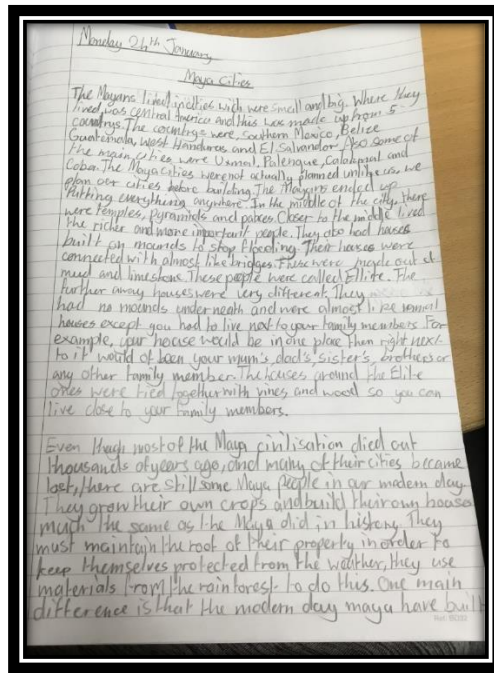 Monday 24th January
Maya Cities
The Mayans lived in cities wich were small and big. Where they
lived was central America and this was made up from 5
countrys. The countrys were, Southern Mexico, Belize
Guatemala, West Honduras and El Salvandor. Also some of
the main cities were Uxmal, Palenque, Calakmul and
Coba. The Maya cities were not actually planned unlike us, we
plan our cities before building. The Mayans ended up
Putting everything anywhere. In the middle of the city, there
were temples, pyramids and palces. Closer to the middle lived
the richer and more important people. They also had houses
built on mounds to stop flooding. Their houses were
connected with almost like bridges. These were made out of
mud and limestone. These people were called Ellite. The
further away houses were very different. They
had no mounds underneath and were almost like normal
houses except you had to live next to your family members For
example, your house would be in one place then right next
to it would of been your mum's, dad's, sister's, brothers or
any other family member. The houses around the Elite
ones were tied together with vines and wood so you can
live close to your family members.
Even though most of the Maya civilisation died out
thousands of years ago, and many of their cities became
lost, there are still some Maya people in our modern day.
They grow their own crops and build their own houses
much the same as the Maya did in history. They
must maintain the roof of their property in order to
keep themselves protected from the weather, they use
materials from the rainforest to do this. One main
difference is that the modern day maya have built